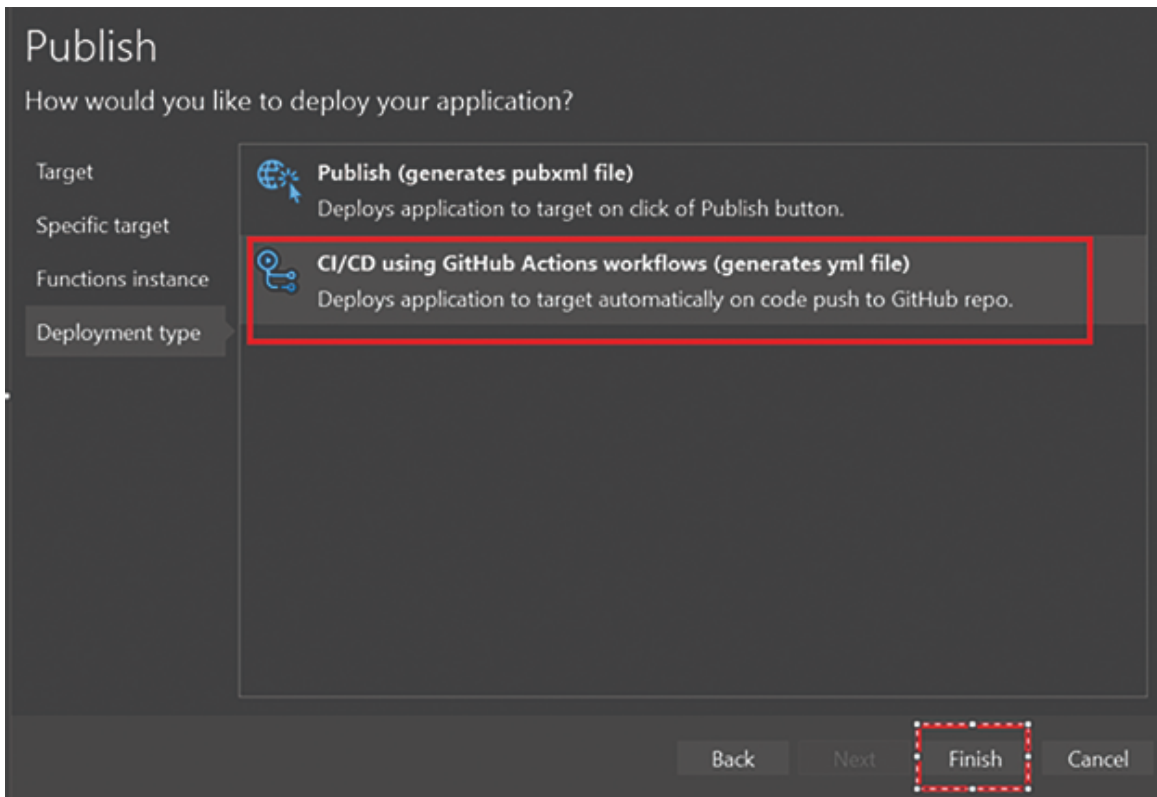 Publish
How would you like to deploy your application?
Target
Specific target
Functions instance
Deployment type
Publish (generates pubxml file)
Deploys application to target on click of Publish button.
CI/CD using GitHub Actions workflows (generates yml file)
Deploys application to target automatically on code push to GitHub repo.
Back
Next
Finish
Cancel